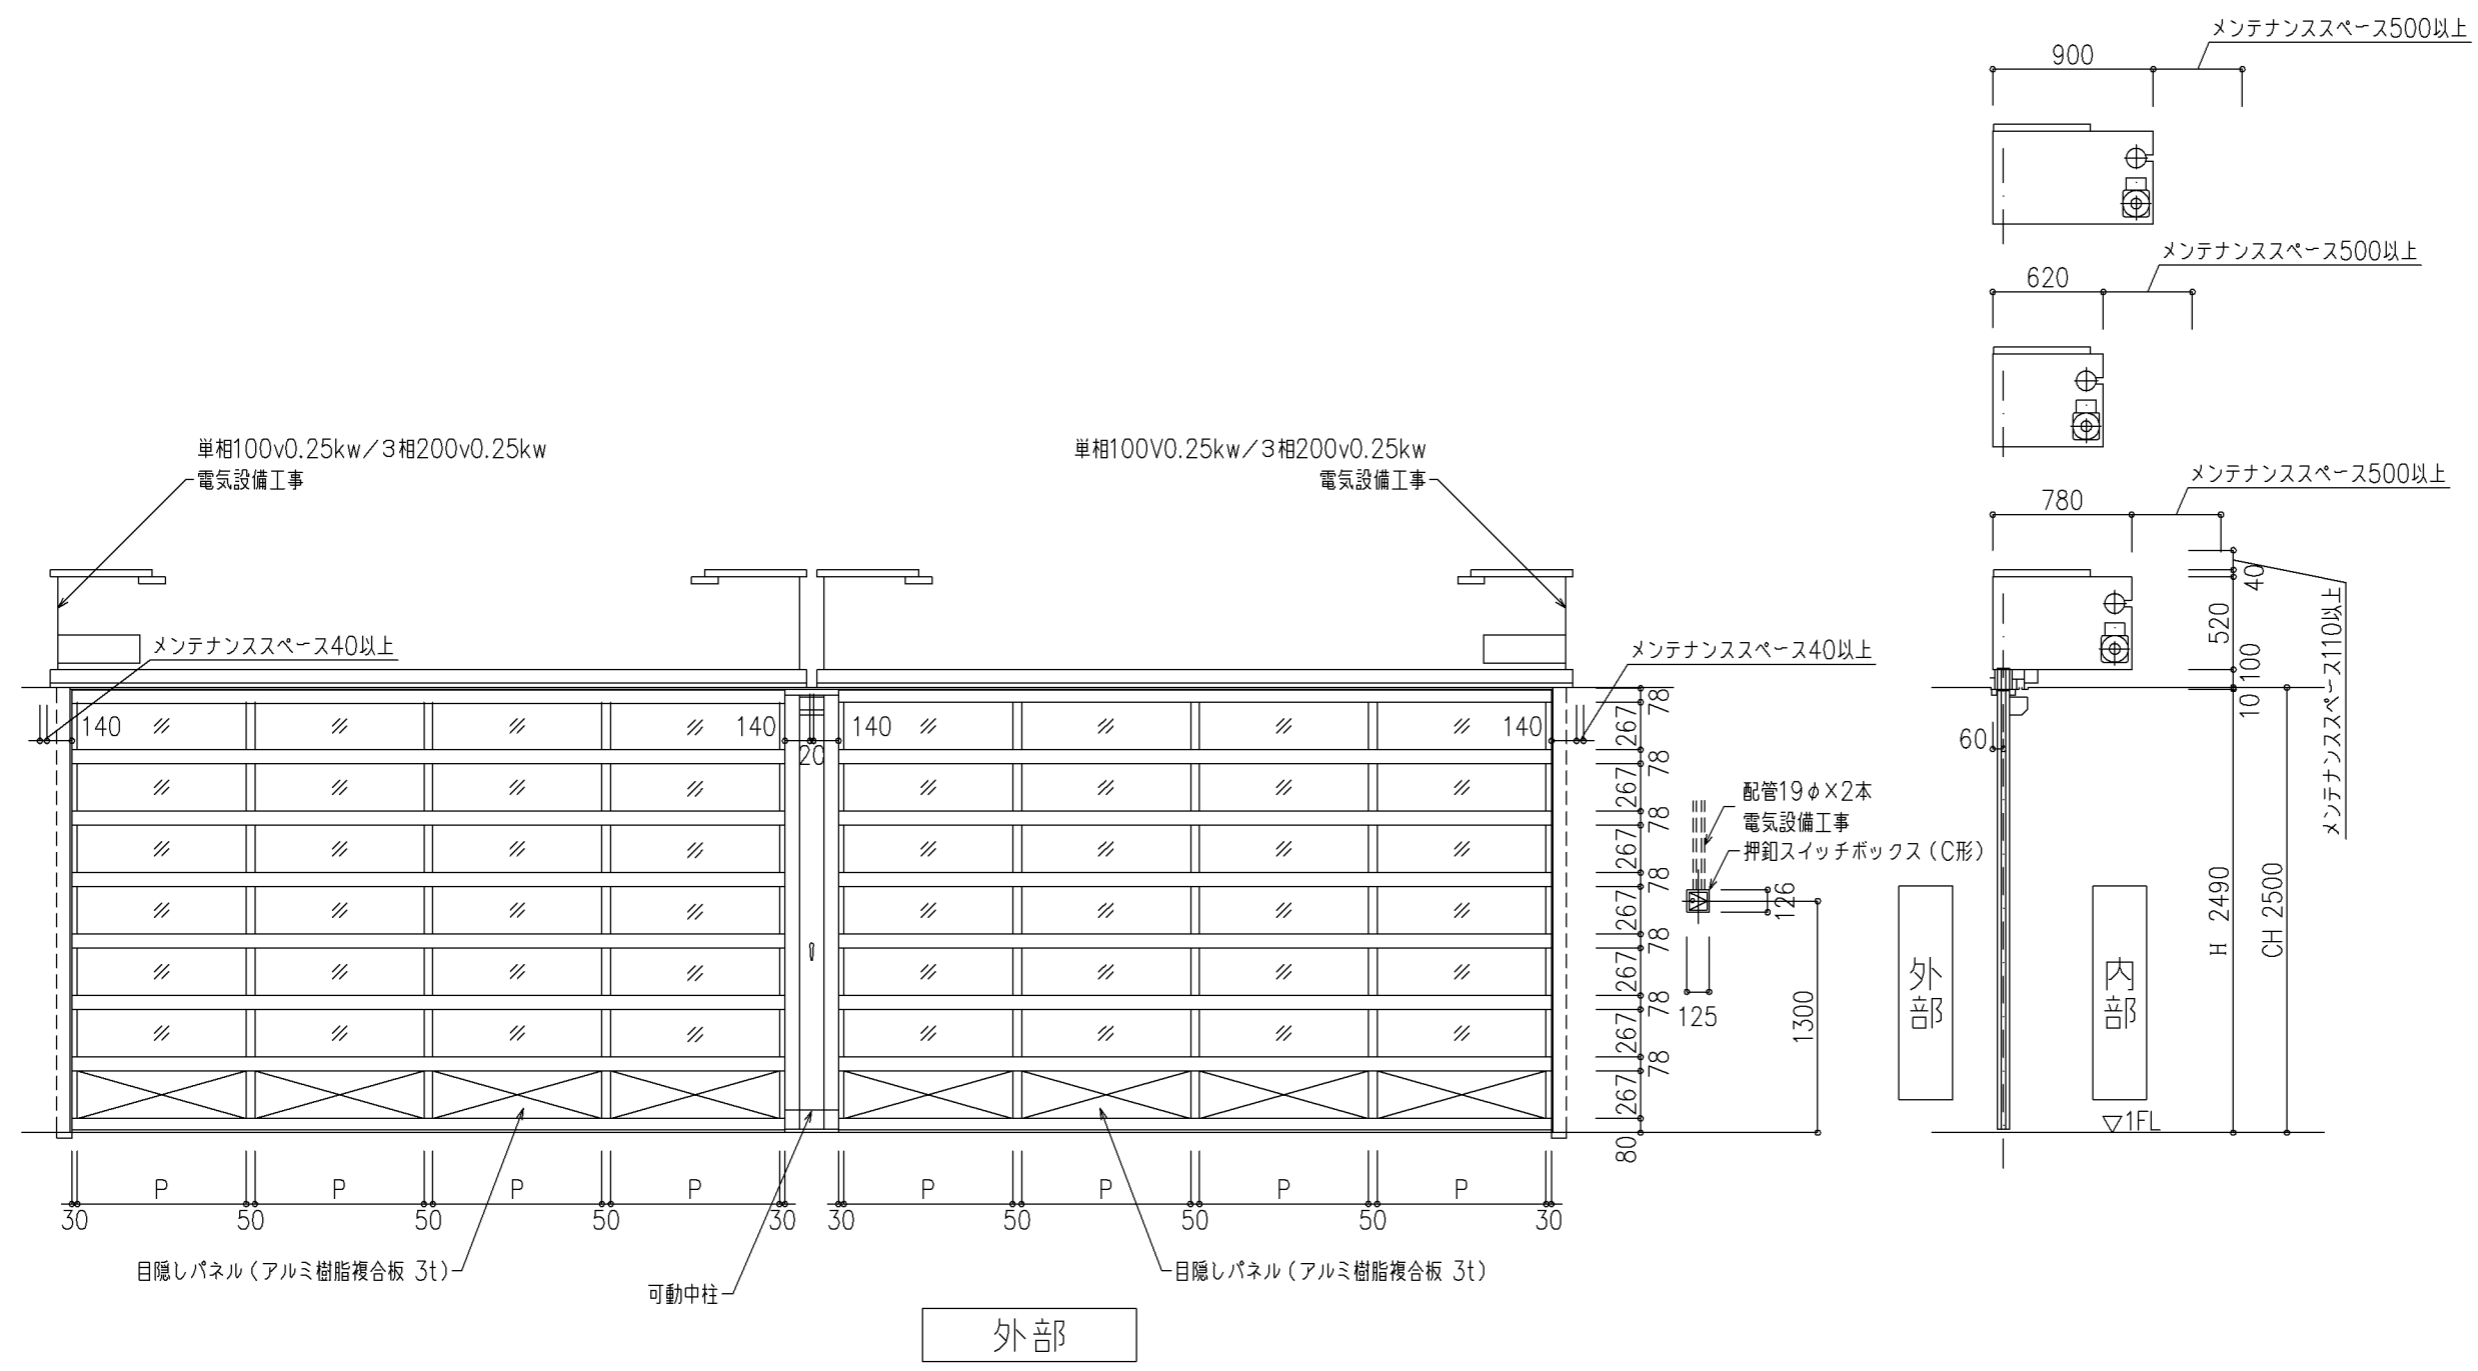 メンテナンススペース500以上
900
メンテナンススペース500以上
620
メンテナンススペース500以上
780
単相100v0.25kw/3相200v0.25kw
電気設備工事
単相100V0.25kw/3相200v0.25kw
電気設備工事
メンテナンススペース40以上
メンテナンススペース40以上
140
140
20
140
140
78
267
78
267
78
267
78
267
78
267
78
267
78
267
80
配管19φ×2本
電気設備工事
押釦スイッチボックス(C形)
126
125
1300
40
520
100
10
メンテナンススペース110以上
60
H 2490
CH 2500
外部
内部
▽1FL
P
P
P
P
P
P
P
P
30
50
50
50
30
30
50
50
50
30
目隠しパネル(アルミ樹脂複合板 3t)
可動中柱
目隠しパネル(アルミ樹脂複合板 3t)
外部